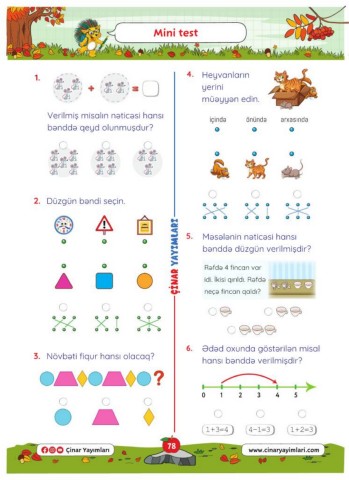 Mini test
1.
+
=
Verilmiş misalın nəticəsi hansı
bənddə qeyd olunmuşdur?
2. Düzgün bəndi seçin.
3. Növbəti fiqur hansı olacaq?
?
4. Heyvanların
yerini
müəyyən edin.
içində önündə arxasında
5. Məsələnin nəticəsi hansı
bənddə düzgün verilmişdir?
Rəfdə 4 fincan var
idi. İkisi qırıldı. Rəfdə
neçə fincan qaldı?
6. Ədəd oxunda göstərilən misal
hansı bənddə verilmişdir?
0 1 2 3 4 5
1+3=4 4−1=3 1+2=3
ÇİNAR YAYIMLARI
Çinar Yayımları
78
www.cinaryayimlari.com